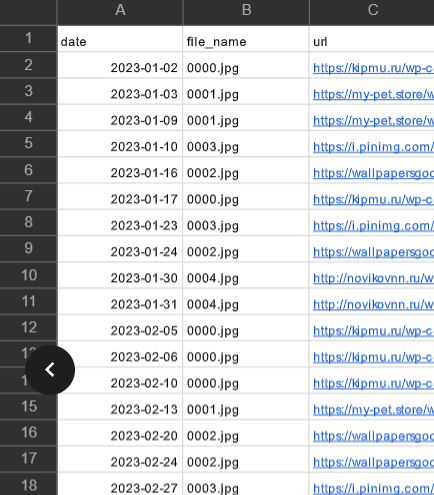 A B C
1 date file_name url
2 2023-01-02 0000.jpg https://kipmu.ru/wp-c
3 2023-01-03 0001.jpg https://my-pet.store/w
4 2023-01-09 0001.jpg https://my-pet.store/w
5 2023-01-10 0003.jpg https://i.pinimg.com/
6 2023-01-16 0002.jpg https://wallpapersgoo
7 2023-01-17 0000.jpg https://kipmu.ru/wp-c
8 2023-01-23 0003.jpg https://i.pinimg.com/
9 2023-01-24 0002.jpg https://wallpapersgoo
10 2023-01-30 0004.jpg http://novikovnn.ru/w
11 2023-01-31 0004.jpg http://novikovnn.ru/w
12 2023-02-05 0000.jpg https://kipmu.ru/wp-c
2023-02-06 0000.jpg https://kipmu.ru/wp-c
2023-02-10 0000.jpg https://kipmu.ru/wp-c
15 2023-02-13 0001.jpg https://my-pet.store/w
16 2023-02-20 0002.jpg https://wallpapersgoo
17 2023-02-24 0002.jpg https://wallpapersgoo
18 2023-02-27 0003.jpg https://i.pinimg.com/